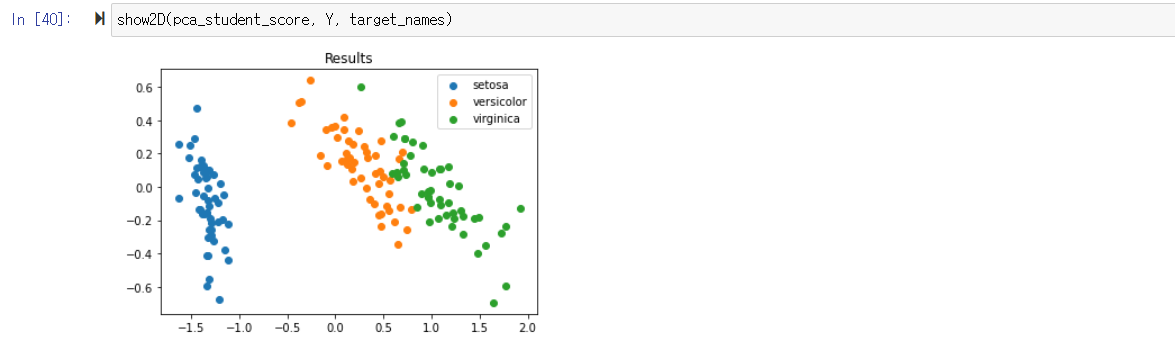 In [40]: show2D(pca_student_score, Y, target_names)
Results
setosa
versicolor
virginica
0.6
0.4
0.2
0.0
−0.2
−0.4
−0.6
−1.5 −1.0 −0.5 0.0 0.5 1.0 1.5 2.0